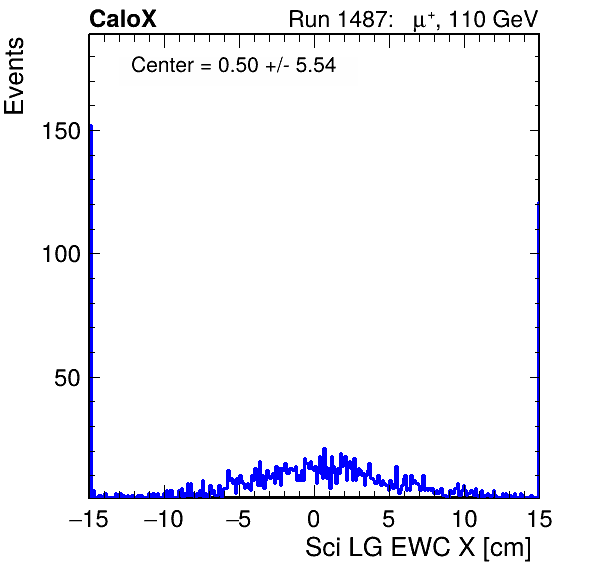 CaloX Run 1487: μ⁺, 110 GeV
Center = 0.50 +/- 5.54
Events
150
100
50
−15 −10 −5 0 5 10 15
Sci LG EWC X [cm]